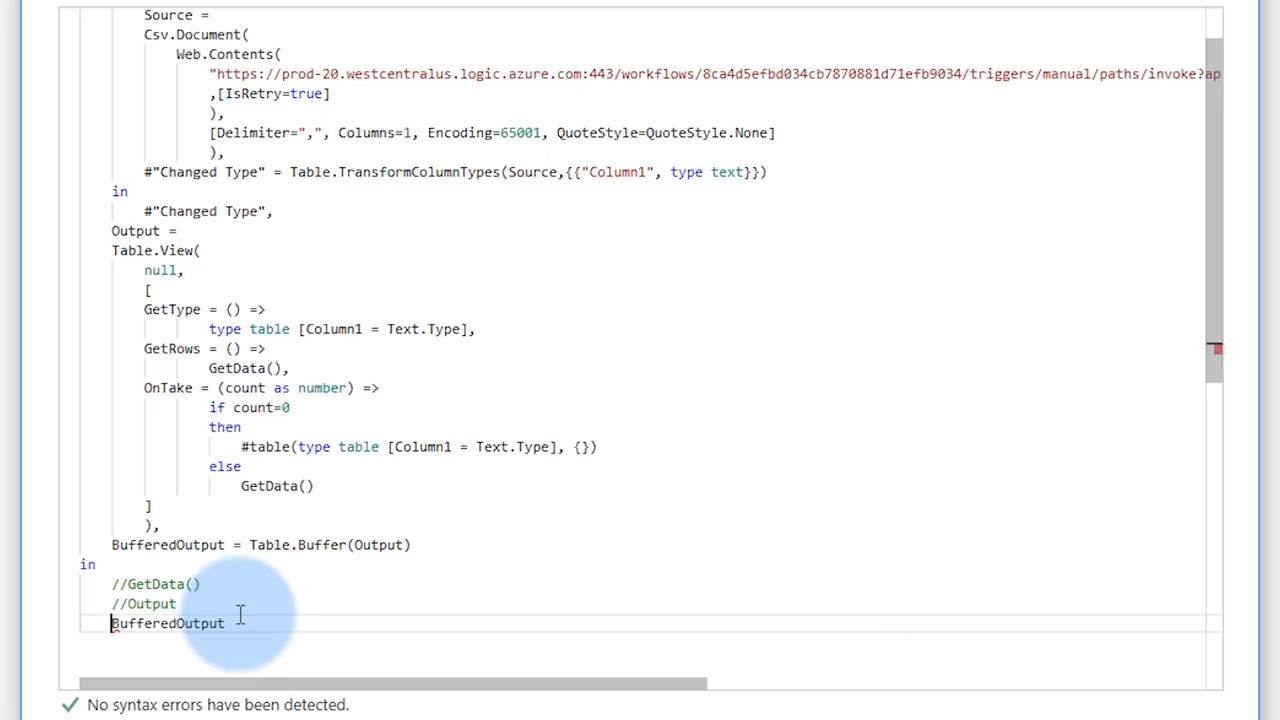 Source =
Csv.Document(
Web.Contents(
"https://prod-20.westcentralus.logic.azure.com:443/workflows/8ca4d5efbd034cb7870881d71efb9034/triggers/manual/paths/invoke?ap
,[IsRetry=true]
),
[Delimiter=",", Columns=1, Encoding=65001, QuoteStyle=QuoteStyle.None]
),
#"Changed Type" = Table.TransformColumnTypes(Source,{{"Column1", type text}})
in
#"Changed Type",
Output =
Table.View(
null,
[
GetType = () =>
type table [Column1 = Text.Type],
GetRows = () =>
GetData(),
OnTake = (count as number) =>
if count=0
then
#table(type table [Column1 = Text.Type], {})
else
GetData()
]
),
BufferedOutput = Table.Buffer(Output)
in
//GetData()
//Output
BufferedOutput
No syntax errors have been detected.